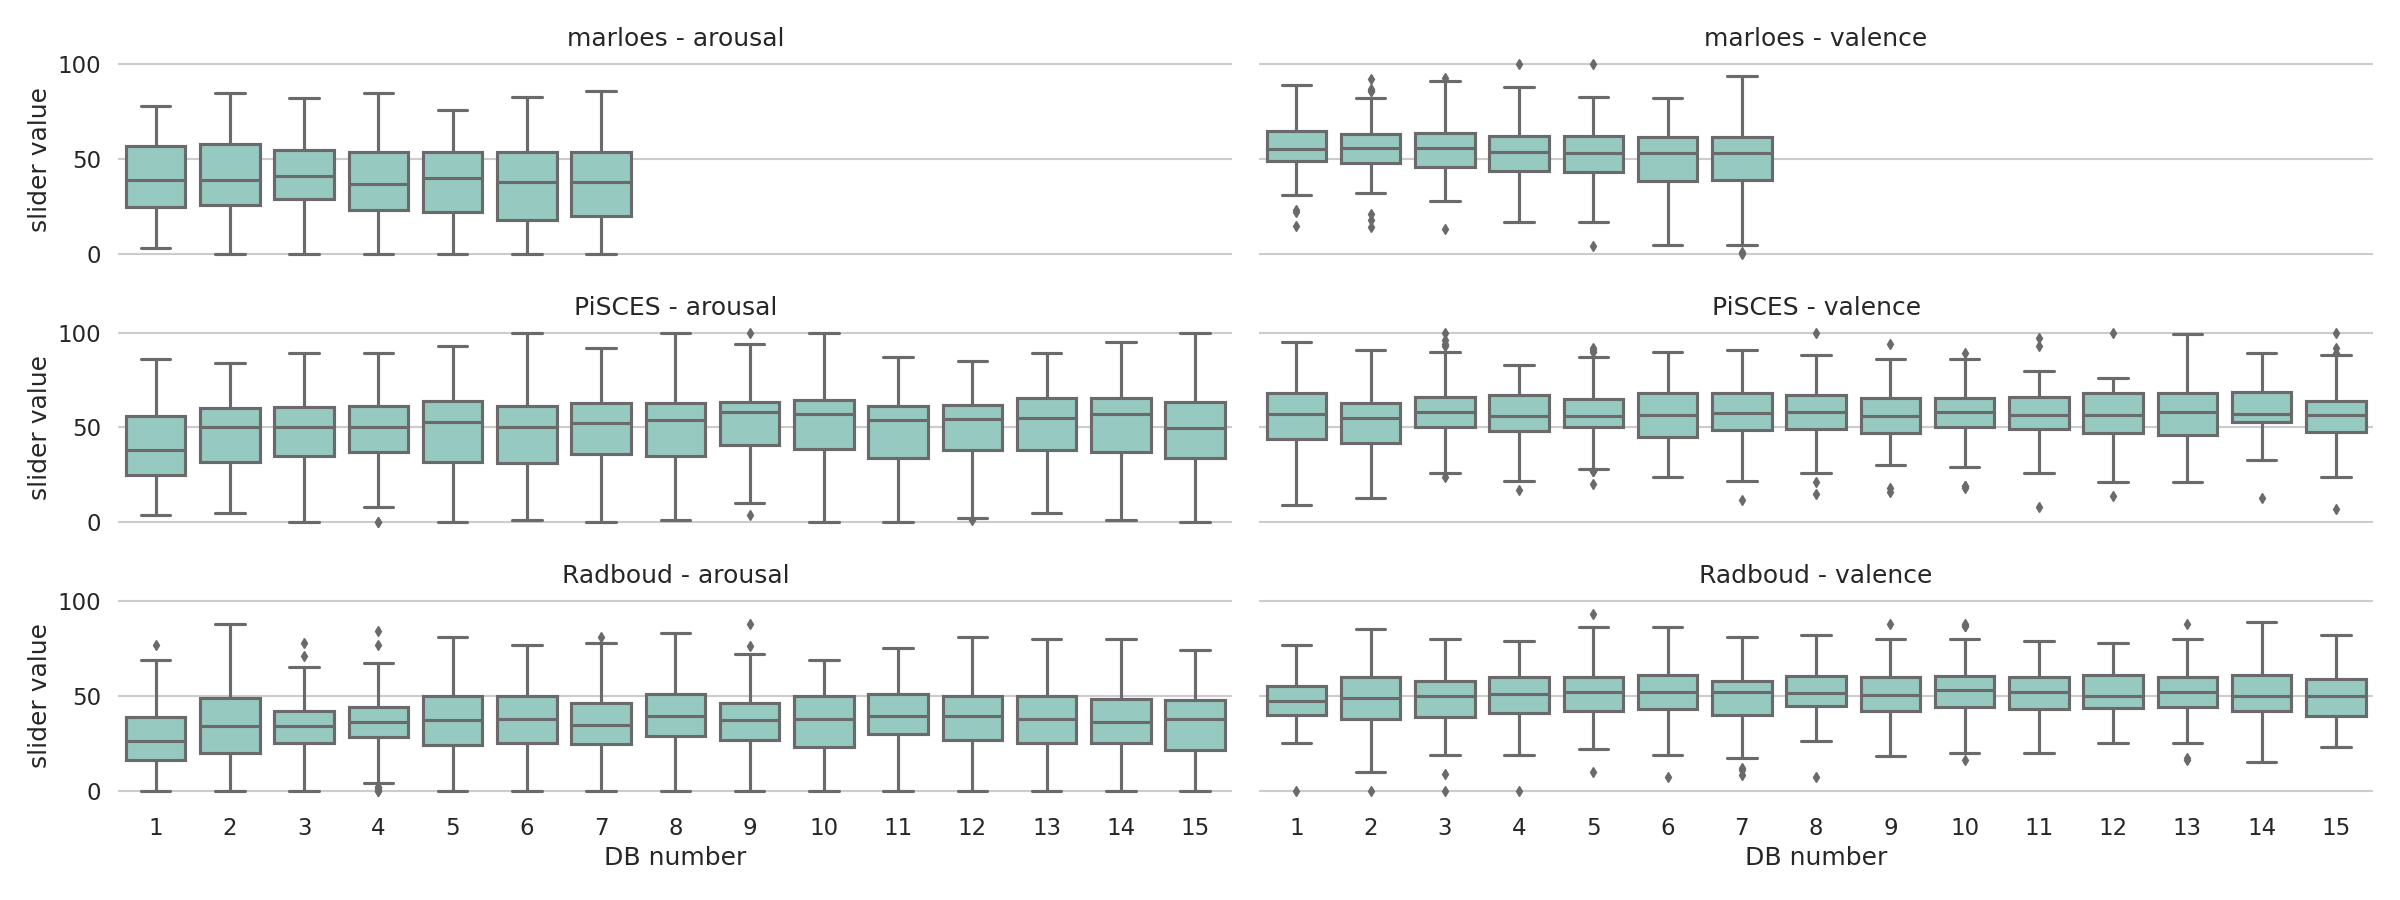 marloes - arousal
marloes - valence
100
50
0
slider value
PiSCES - arousal
PiSCES - valence
100
50
0
slider value
Radboud - arousal
Radboud - valence
100
50
0
slider value
1 2 3 4 5 6 7 8 9 10 11 12 13 14 15
1 2 3 4 5 6 7 8 9 10 11 12 13 14 15
DB number
DB number